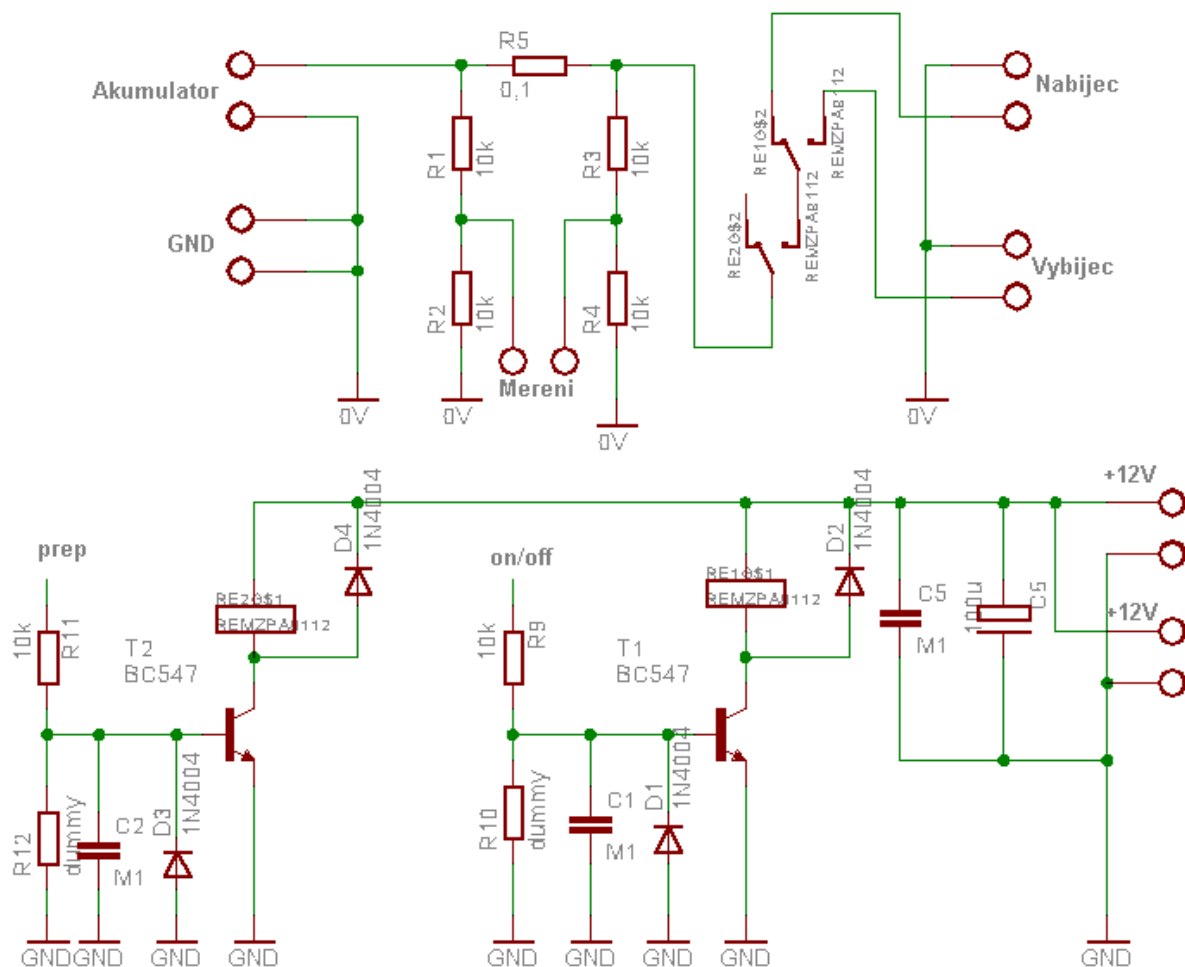 R5
0,1
Akumulator
GND
R1
10k
R3
10k
R2
10k
R4
10k
Mereni
0V
0V
0V
0V
RE1G$2
REMZPAB112
RE2G$2
REMZPAB112
Nabijec
Vybijec
+12V
+12V
prep
on/off
D4
1N4004
D2
1N4004
RE2G$1
REMZPAB112
RE1G$1
REMZPAB112
10k
R11
T2
BC547
10k
R9
T1
BC547
C5
M1
100u
C6
R12
dummy
C2
M1
D3
1N4004
R10
dummy
C1
M1
D1
1N4004
GND
GND
GND
GND
GND
GND
GND
GND
GND